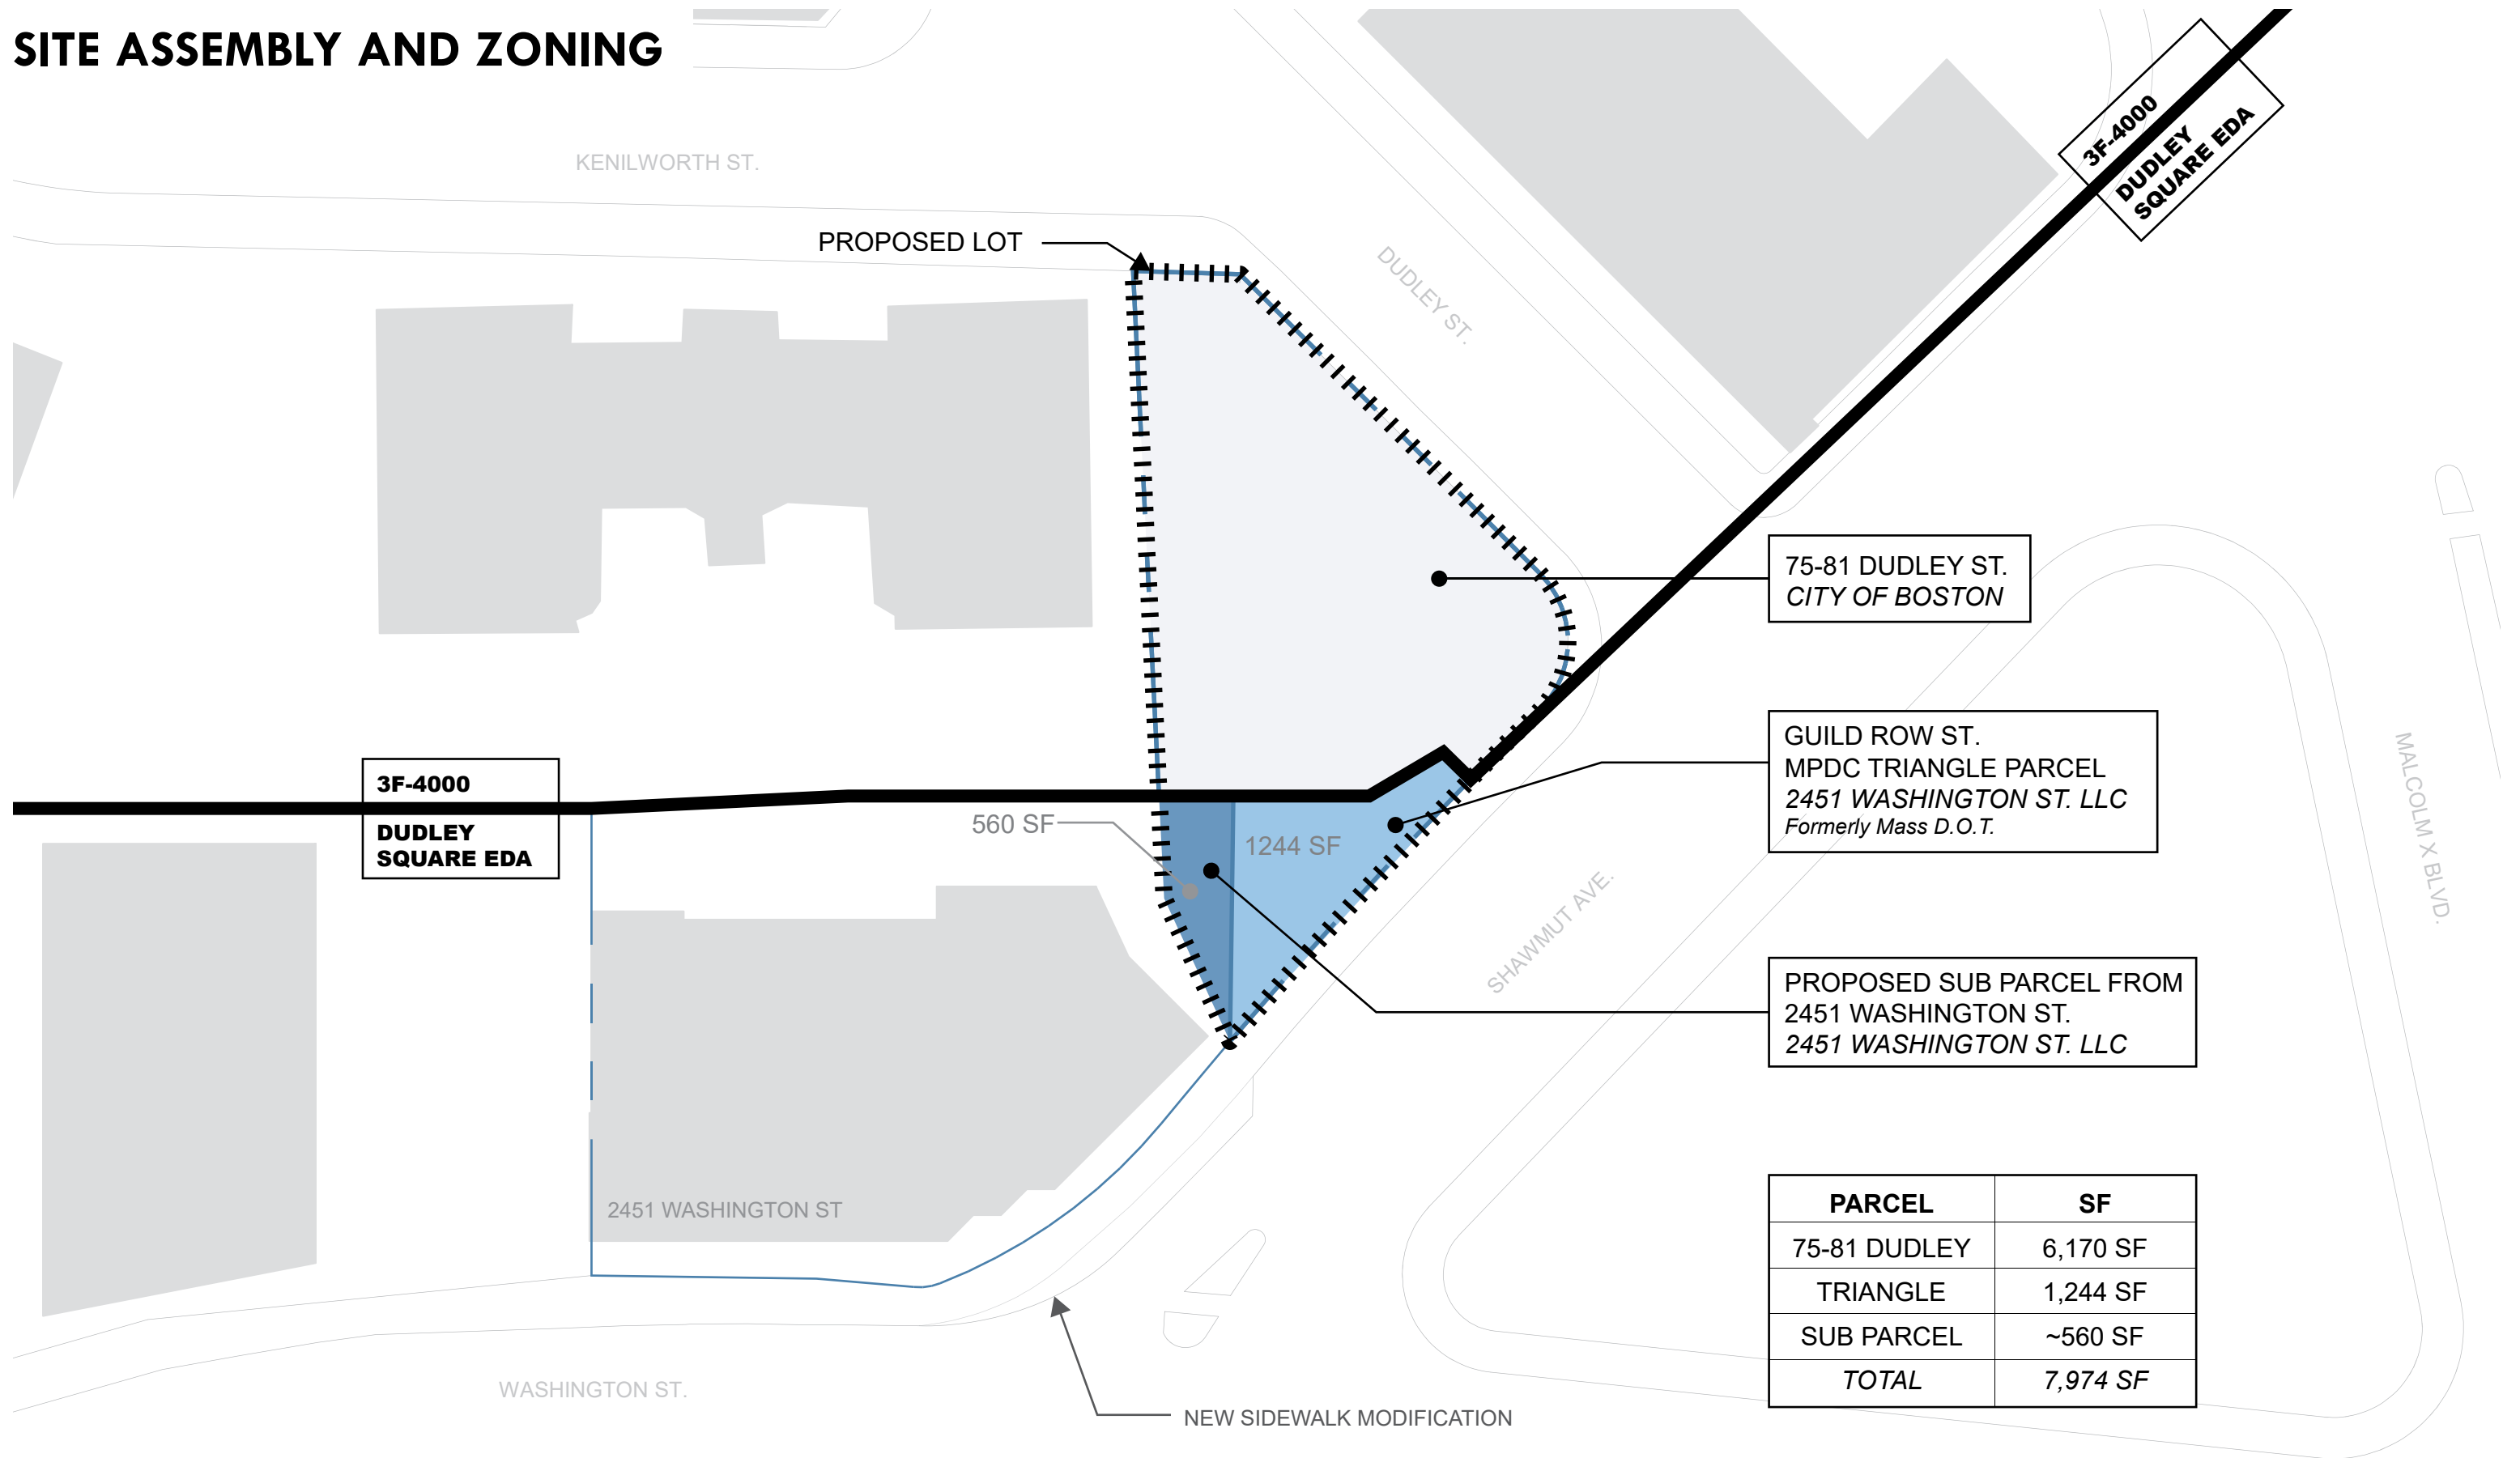 SITE ASSEMBLY AND ZONING
KENILWORTH ST.
PROPOSED LOT
DUDLEY ST.
3F-4000
DUDLEY
SQUARE EDA
75-81 DUDLEY ST.
CITY OF BOSTON
GUILD ROW ST.
MPDC TRIANGLE PARCEL
2451 WASHINGTON ST. LLC
Formerly Mass D.O.T.
MALCOLM X BLVD.
3F-4000
DUDLEY
SQUARE EDA
560 SF
1244 SF
SHAWMUT AVE.
PROPOSED SUB PARCEL FROM
2451 WASHINGTON ST.
2451 WASHINGTON ST. LLC
2451 WASHINGTON ST
WASHINGTON ST.
NEW SIDEWALK MODIFICATION
PARCEL SF
75-81 DUDLEY 6,170 SF
TRIANGLE 1,244 SF
SUB PARCEL ~560 SF
TOTAL 7,974 SF